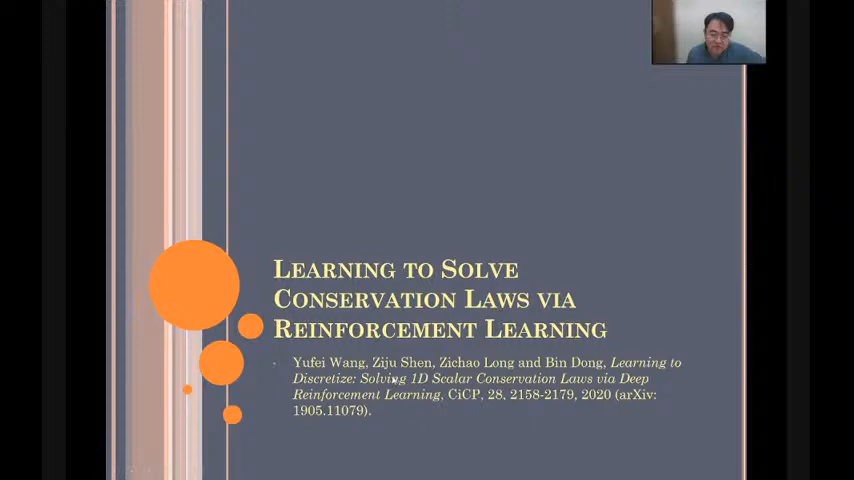 LEARNING TO SOLVE
CONSERVATION LAWS VIA
REINFORCEMENT LEARNING
Yufei Wang, Ziju Shen, Zichao Long and Bin Dong, Learning to
Discretize: Solving 1D Scalar Conservation Laws via Deep
Reinforcement Learning, CiCP, 28, 2158-2179, 2020 (arXiv:
1905.11079).